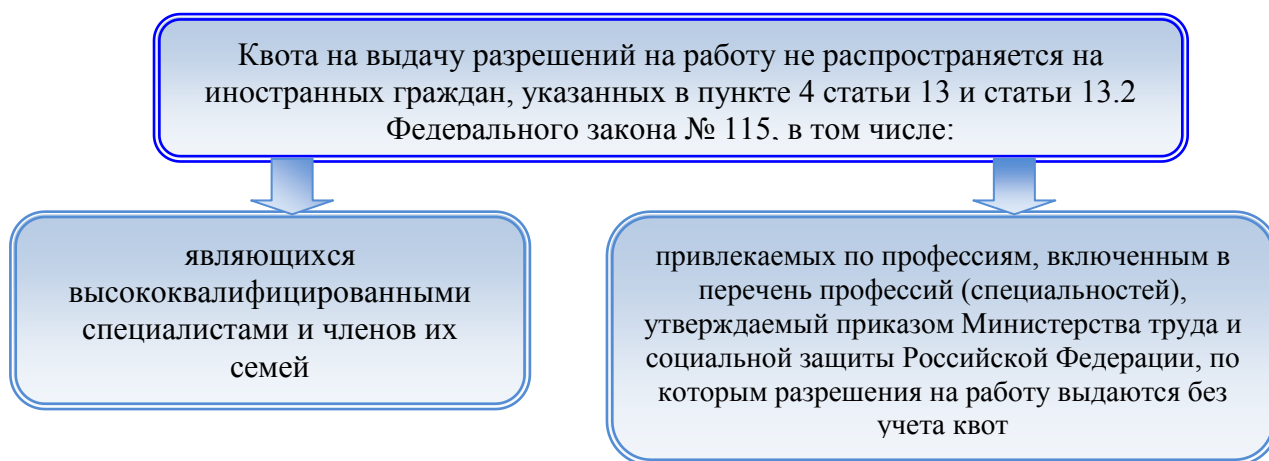 Квота на выдачу разрешений на работу не распространяется на
иностранных граждан, указанных в пункте 4 статьи 13 и статьи 13.2
Федерального закона № 115, в том числе:
являющихся
высококвалифицированными
специалистами и членов их
семей
привлекаемых по профессиям, включенным в
перечень профессий (специальностей),
утверждаемый приказом Министерства труда и
социальной защиты Российской Федерации, по
которым разрешения на работу выдаются без
учета квот